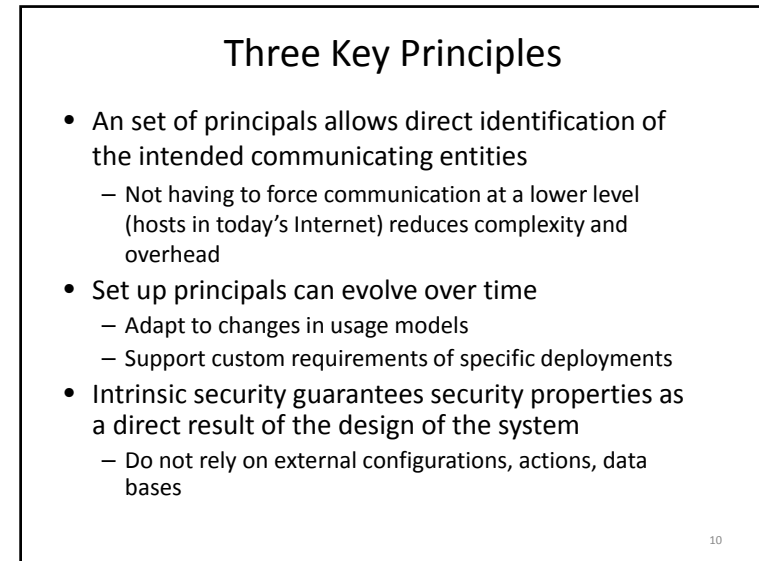 Three Key Principles
• An set of principals allows direct identification of
the intended communicating entities
– Not having to force communication at a lower level
(hosts in today's Internet) reduces complexity and
overhead
• Set up principals can evolve over time
– Adapt to changes in usage models
– Support custom requirements of specific deployments
• Intrinsic security guarantees security properties as
a direct result of the design of the system
– Do not rely on external configurations, actions, data
bases
10